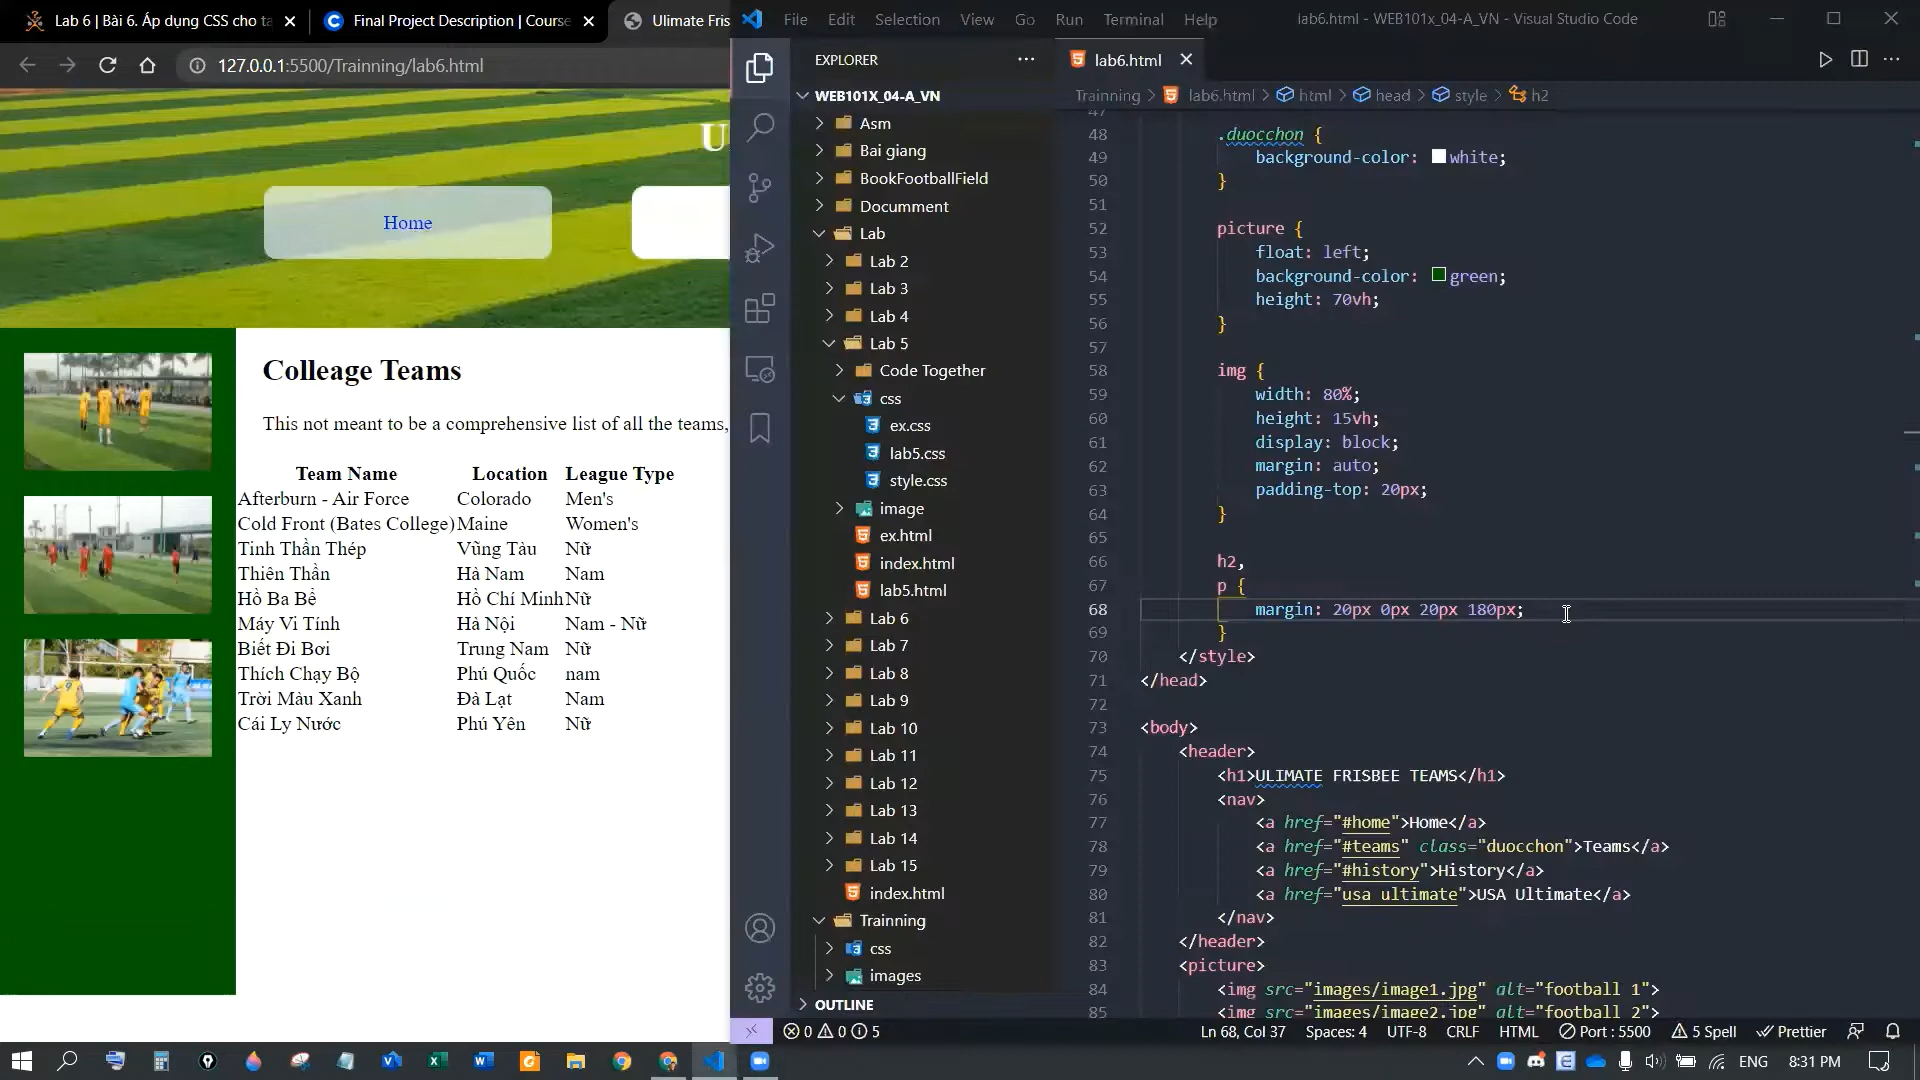 Lab 6 | Bài 6. Áp dụng CSS cho ta
Final Project Description | Course
Ulimate Fris
127.0.0.1:5500/Trainning/lab6.html
U
Home
Colleage Teams
This not meant to be a comprehensive list of all the teams,
Team Name Location League Type
Afterburn - Air Force Colorado Men's
Cold Front (Bates College) Maine Women's
Tinh Thần Thép Vũng Tàu Nữ
Thiên Thần Hà Nam Nam
Hồ Ba Bể Hồ Chí Minh Nữ
Máy Vi Tính Hà Nội Nam - Nữ
Biết Đi Bơi Trung Nam Nữ
Thích Chạy Bộ Phú Quốc nam
Trời Màu Xanh Đà Lạt Nam
Cái Ly Nước Phú Yên Nữ
File Edit Selection View Go Run Terminal Help
lab6.html - WEB101X_04-A_VN - Visual Studio Code
EXPLORER
WEB101X_04-A_VN
Asm
Bai giang
BookFootballField
Documment
Lab
Lab 2
Lab 3
Lab 4
Lab 5
Code Together
css
ex.css
lab5.css
style.css
image
ex.html
index.html
lab5.html
Lab 6
Lab 7
Lab 8
Lab 9
Lab 10
Lab 11
Lab 12
Lab 13
Lab 14
Lab 15
index.html
Trainning
css
images
OUTLINE
lab6.html
Trainning > lab6.html > html > head > style > h2
47
48 .duocchon {
49 background-color: white;
50 }
51
52 picture {
53 float: left;
54 background-color: green;
55 height: 70vh;
56 }
57
58 img {
59 width: 80%;
60 height: 15vh;
61 display: block;
62 margin: auto;
63 padding-top: 20px;
64 }
65
66 h2,
67 p {
68 margin: 20px 0px 20px 180px;
69 }
70 </style>
71 </head>
72
73 <body>
74 <header>
75 <h1>ULIMATE FRISBEE TEAMS</h1>
76 <nav>
77 <a href="#home">Home</a>
78 <a href="#teams" class="duocchon">Teams</a>
79 <a href="#history">History</a>
80 <a href="usa ultimate">USA Ultimate</a>
81 </nav>
82 </header>
83 <picture>
84 <img src="images/image1.jpg" alt="football 1">
85 <img src="images/image2.jpg" alt="football 2">
0 0 5
Ln 68, Col 37 Spaces: 4 UTF-8 CRLF HTML Port : 5500 5 Spell Prettier
ENG 8:31 PM